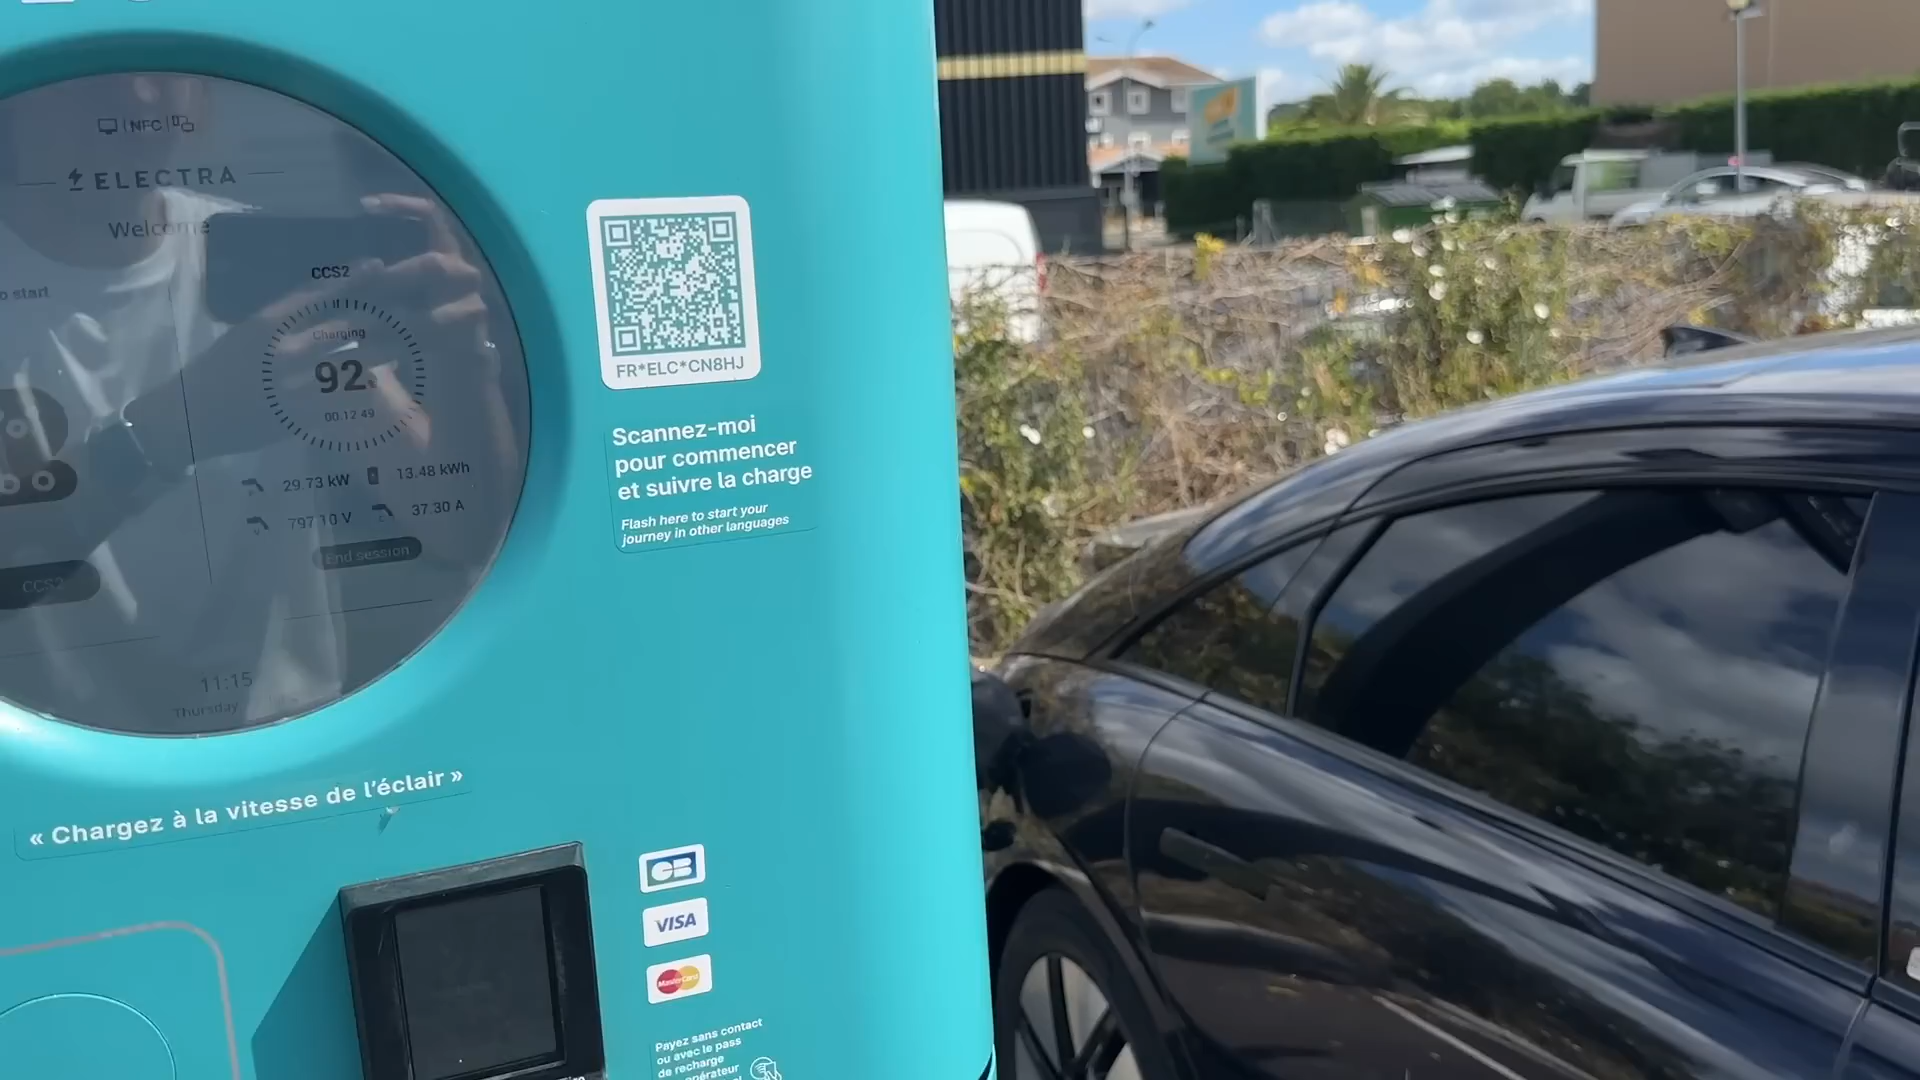 NFC
ELECTRA
Welcome
o start
CCS2
Charging
92
00:12:49
29.73 kW
13.48 kWh
797.10 V
37.30 A
End session
CCS2
11:15
Thursday
FR*ELC*CN8HJ
Scannez-moi
pour commencer
et suivre la charge
Flash here to start your
journey in other languages
« Chargez à la vitesse de l'éclair »
CB
VISA
MasterCard
Payez sans contact
ou avec le pass
de recharge
opérateur